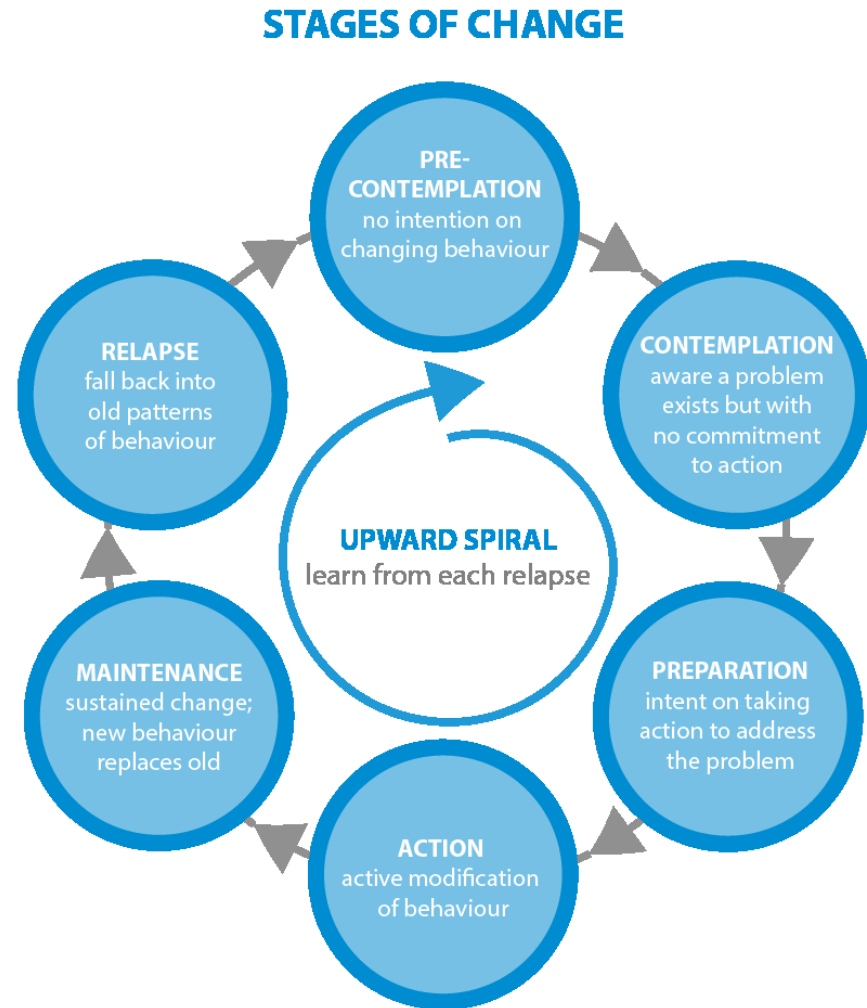 STAGES OF CHANGE
PRE-
CONTEMPLATION
no intention on
changing behaviour
CONTEMPLATION
aware a problem
exists but with
no commitment
to action
PREPARATION
intent on taking
action to address
the problem
ACTION
active modification
of behaviour
MAINTENANCE
sustained change;
new behaviour
replaces old
RELAPSE
fall back into
old patterns
of behaviour
UPWARD SPIRAL
learn from each relapse